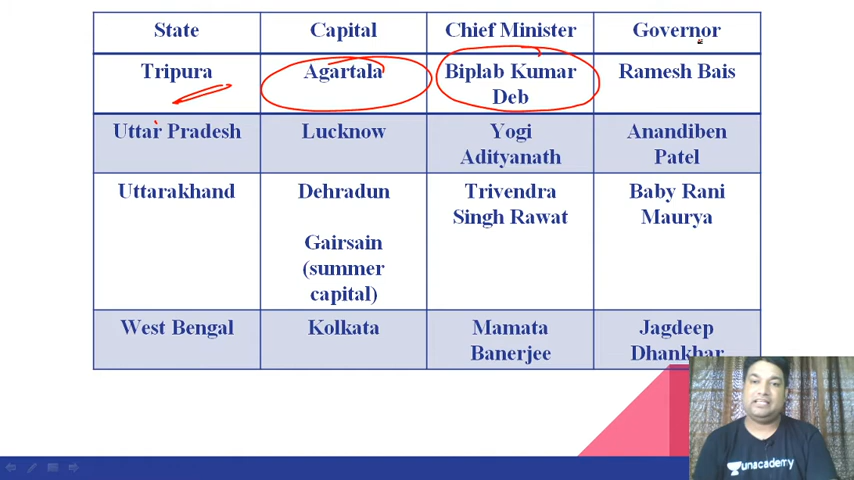 State Capital Chief Minister Governor
Tripura Agartala Biplab Kumar Deb Ramesh Bais
Uttar Pradesh Lucknow Yogi Adityanath Anandiben Patel
Uttarakhand Dehradun Gairsain (summer capital) Trivendra Singh Rawat Baby Rani Maurya
West Bengal Kolkata Mamata Banerjee Jagdeep Dhankhar
unacademy